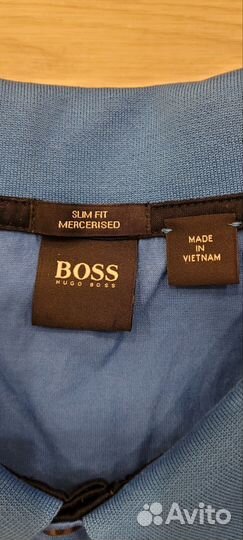 SLIM FIT
MERCERISED
BOSS
HUGO BOSS
MADE IN
VIETNAM
Avito